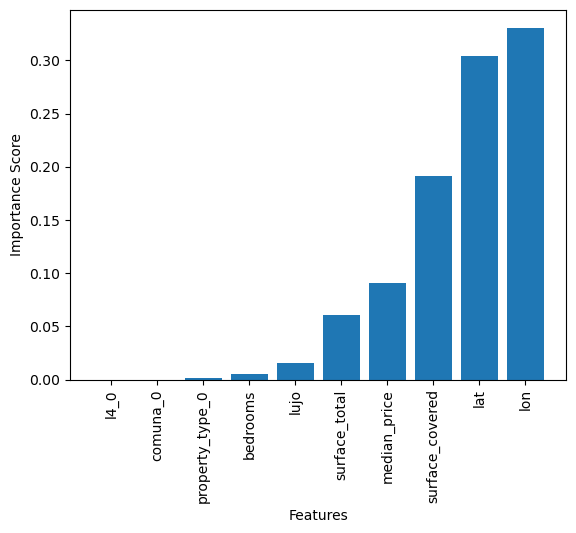 Importance Score
0.30
0.25
0.20
0.15
0.10
0.05
0.00
l4_0
comuna_0
property_type_0
bedrooms
lujo
surface_total
median_price
surface_covered
lat
lon
Features